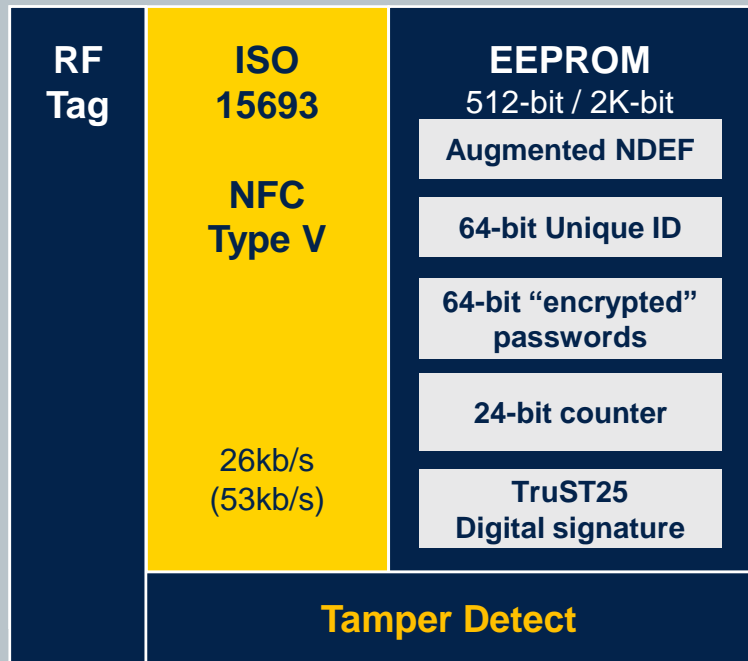 RF
Tag
ISO
15693
NFC
Type V
26kb/s
(53kb/s)
EEPROM
512-bit / 2K-bit
Augmented NDEF
64-bit Unique ID
64-bit “encrypted”
passwords
24-bit counter
TruST25
Digital signature
Tamper Detect